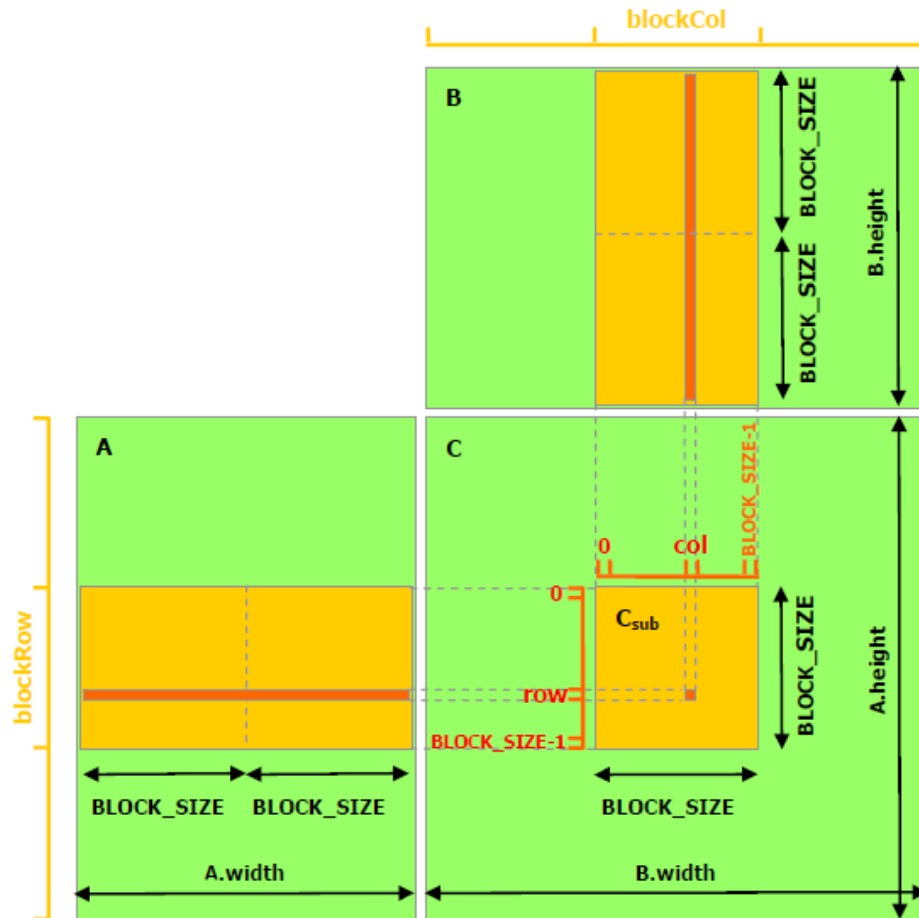 blockCol
B
BLOCK_SIZE
BLOCK_SIZE
B.height
A
C
BLOCK_SIZE-1
0
col
0
C_sub
BLOCK_SIZE
A.height
blockRow
row
BLOCK_SIZE-1
BLOCK_SIZE
BLOCK_SIZE
BLOCK_SIZE
A.width
B.width